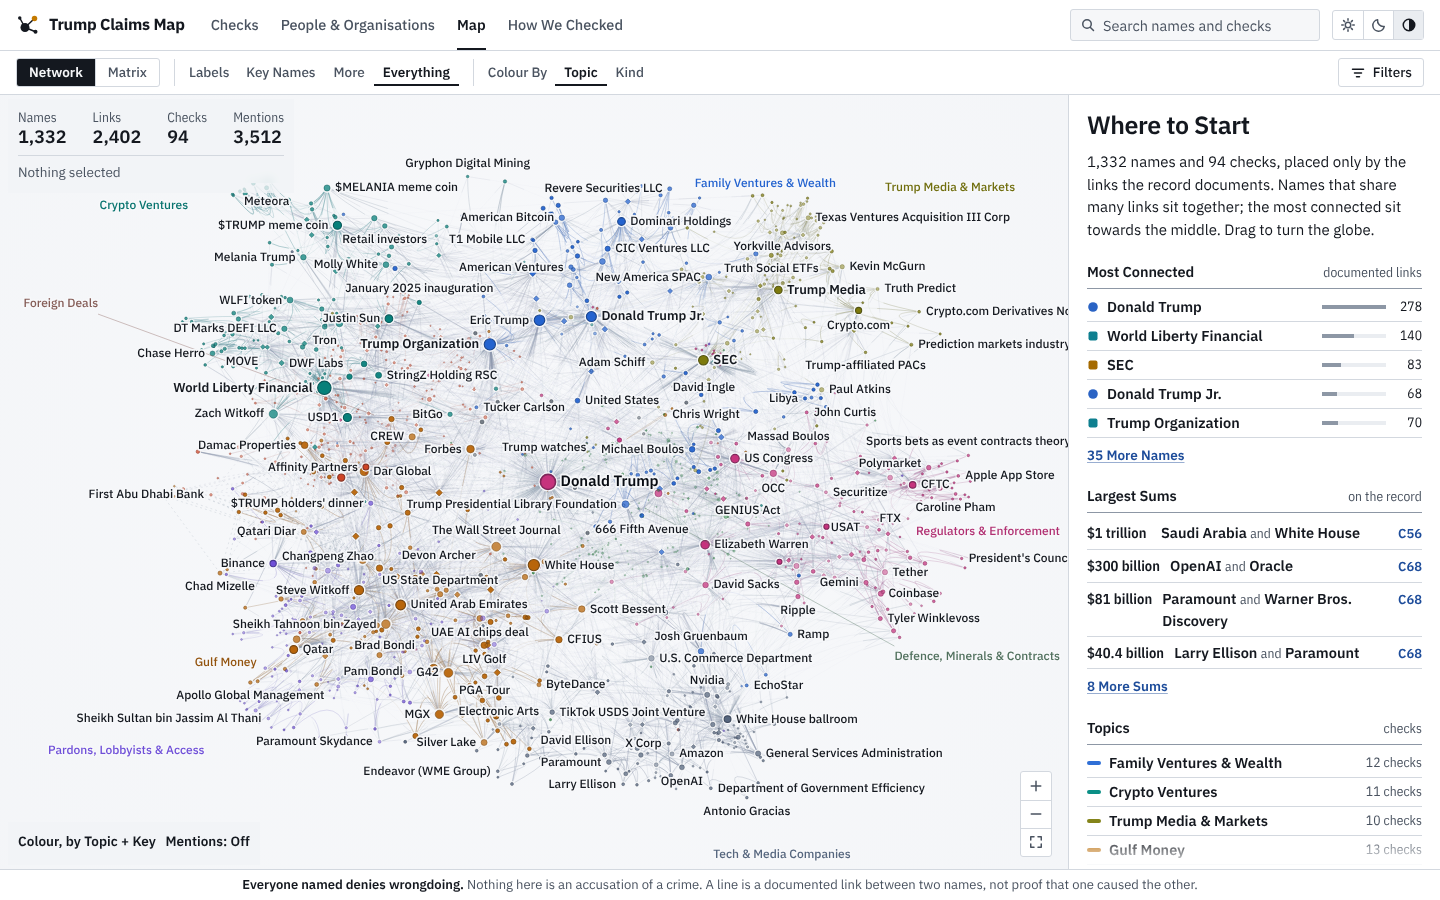 Trump Claims Map
Checks
People & Organisations
Map
How We Checked
Search names and checks
Network
Matrix
Labels
Key Names
More
Everything
Colour By
Topic
Kind
Filters
Names
Links
Checks
Mentions
1,332
2,402
94
3,512
Nothing selected
Gryphon Digital Mining
$MELANIA meme coin
Revere Securities LLC
Family Ventures & Wealth
Trump Media & Markets
Crypto Ventures
Meteora
$TRUMP meme coin
American Bitcoin
Dominari Holdings
Texas Ventures Acquisition III Corp
Retail investors
T1 Mobile LLC
CIC Ventures LLC
Yorkville Advisors
Melania Trump
Molly White
American Ventures
New America SPAC
Truth Social ETFs
Kevin McGurn
January 2025 inauguration
Trump Media
Truth Predict
Foreign Deals
WLFI token
Justin Sun
Eric Trump
Donald Trump Jr.
Crypto.com
Crypto.com Derivatives No
DT Marks DEFI LLC
Tron
Trump Organization
Prediction markets industry
Chase Herro
MOVE
DWF Labs
Adam Schiff
SEC
Trump-affiliated PACs
StringZ Holding RSC
World Liberty Financial
David Ingle
Paul Atkins
Zach Witkoff
USD1
BitGo
Tucker Carlson
United States
Chris Wright
Libya
John Curtis
CREW
Damac Properties
Forbes
Trump watches
Michael Boulos
Massad Boulos
Sports bets as event contracts theory
Affinity Partners
Dar Global
US Congress
Polymarket
Apple App Store
First Abu Dhabi Bank
Donald Trump
OCC
Securitize
CFTC
$TRUMP holders' dinner
Trump Presidential Library Foundation
GENIUS Act
Caroline Pham
Qatari Diar
The Wall Street Journal
666 Fifth Avenue
USAT
FTX
Regulators & Enforcement
Changpeng Zhao
Devon Archer
Elizabeth Warren
President's Counc
Binance
White House
Chad Mizelle
Steve Witkoff
US State Department
David Sacks
Gemini
Tether
Coinbase
United Arab Emirates
Scott Bessent
Ripple
Tyler Winklevoss
Sheikh Tahnoon bin Zayed
UAE AI chips deal
CFIUS
Josh Gruenbaum
Ramp
Qatar
Brad Bondi
LIV Golf
U.S. Commerce Department
Defence, Minerals & Contracts
Gulf Money
Pam Bondi
G42
Nvidia
EchoStar
Apollo Global Management
PGA Tour
ByteDance
Sheikh Sultan bin Jassim Al Thani
MGX
Electronic Arts
TikTok USDS Joint Venture
White House ballroom
Pardons, Lobbyists & Access
Paramount Skydance
Silver Lake
David Ellison
X Corp
Amazon
General Services Administration
Endeavor (WME Group)
Paramount
Larry Ellison
OpenAI
Department of Government Efficiency
Antonio Gracias
Tech & Media Companies
Colour, by Topic + Key
Mentions: Off
Where to Start
1,332 names and 94 checks, placed only by the
links the record documents. Names that share
many links sit together; the most connected sit
towards the middle. Drag to turn the globe.
Most Connected
documented links
Donald Trump
278
World Liberty Financial
140
SEC
83
Donald Trump Jr.
68
Trump Organization
70
35 More Names
Largest Sums
on the record
$1 trillion Saudi Arabia and White House C56
$300 billion OpenAI and Oracle C68
$81 billion Paramount and Warner Bros. C68
Discovery
$40.4 billion Larry Ellison and Paramount C68
8 More Sums
Topics
checks
Family Ventures & Wealth
12 checks
Crypto Ventures
11 checks
Trump Media & Markets
10 checks
Gulf Money
13 checks
Everyone named denies wrongdoing. Nothing here is an accusation of a crime. A line is a documented link between two names, not proof that one caused the other.